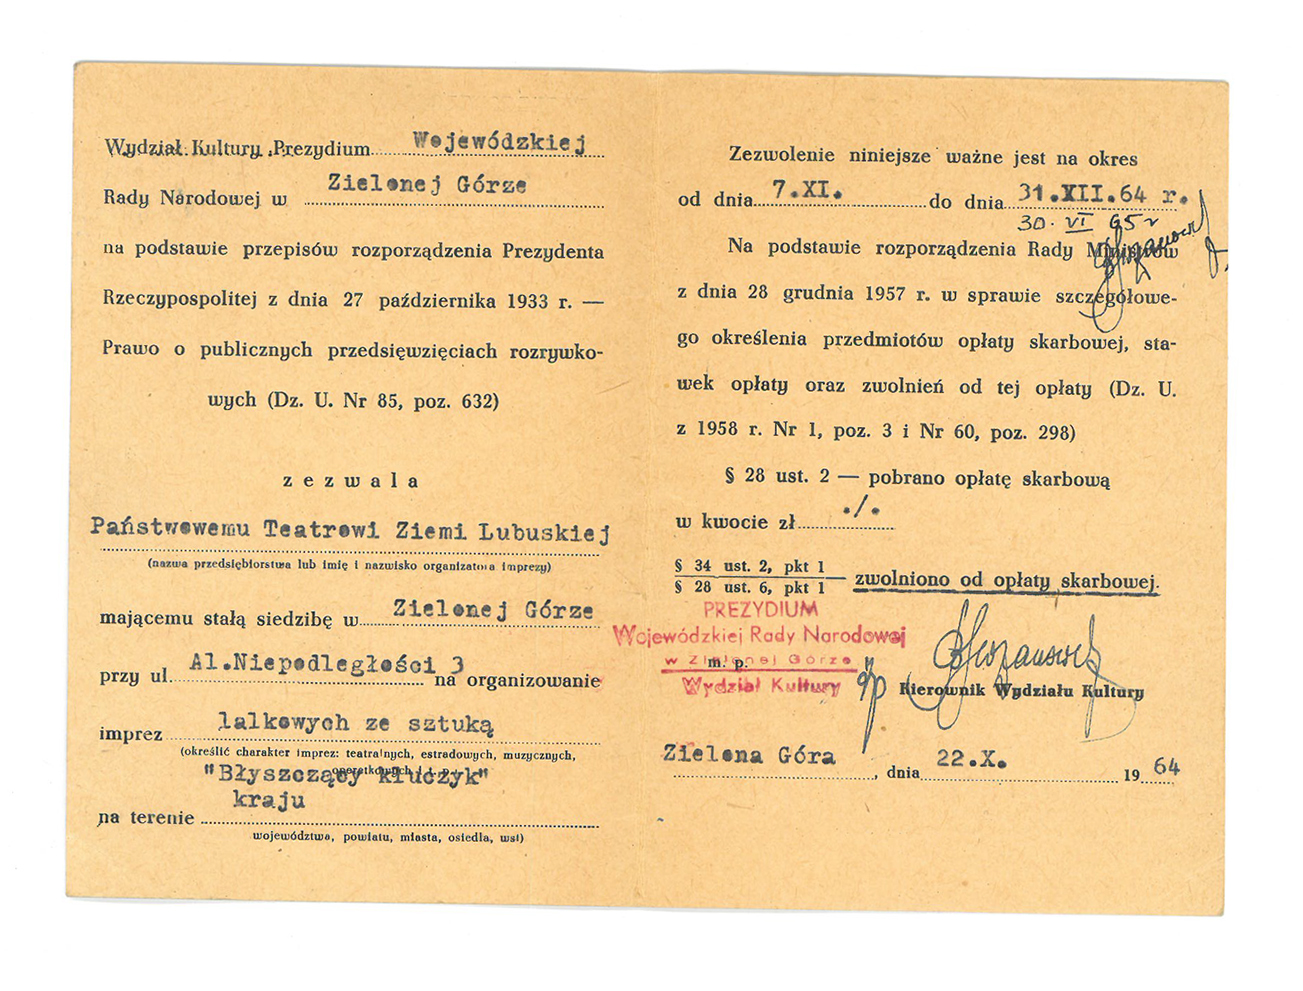 Wydział Kultury Prezydium Wojewódzkiej
Rady Narodowej w Zielonej Górze
na podstawie przepisów rozporządzenia Prezydenta
Rzeczypospolitej z dnia 27 października 1933 r. —
Prawo o publicznych przedsięwzięciach rozrywko-
wych (Dz. U. Nr 85, poz. 632)
zezwala
Państwowemu Teatrowi Ziemi Lubuskiej
(nazwa przedsiębiorstwa lub imię i nazwisko organizatora imprezy)
mającemu stałą siedzibę w Zielonej Górze
przy ul. Al.Niepodległości 3 na organizowanie
imprez lalkowych ze sztuką
(określić charakter imprez: teatralnych, estradowych, muzycznych,
operetkowych i t. p.)
"Błyszczący kluczyk"
kraju
na terenie
województwa, powiatu, miasta, osiedla, wsi)
Zezwolenie niniejsze ważne jest na okres
od dnia 7.XI. do dnia 31.XII.64 r.
30. VI 65 r
Na podstawie rozporządzenia Rady Ministrów
z dnia 28 grudnia 1957 r. w sprawie szczegółowe-
go określenia przedmiotów opłaty skarbowej, sta-
wek opłaty oraz zwolnień od tej opłaty (Dz. U.
z 1958 r. Nr 1, poz. 3 i Nr 60, poz. 298)
§ 28 ust. 2 — pobrano opłatę skarbową
w kwocie zł ./.
§ 34 ust. 2, pkt 1
§ 28 ust. 6, pkt 1 — zwolniono od opłaty skarbowej.
PREZYDIUM
Wojewódzkiej Rady Narodowej
w Zielonej Górze
m. p.
Wydział Kultury
Kierownik Wydziału Kultury
Zielona Góra, dnia 22.X. 19 64